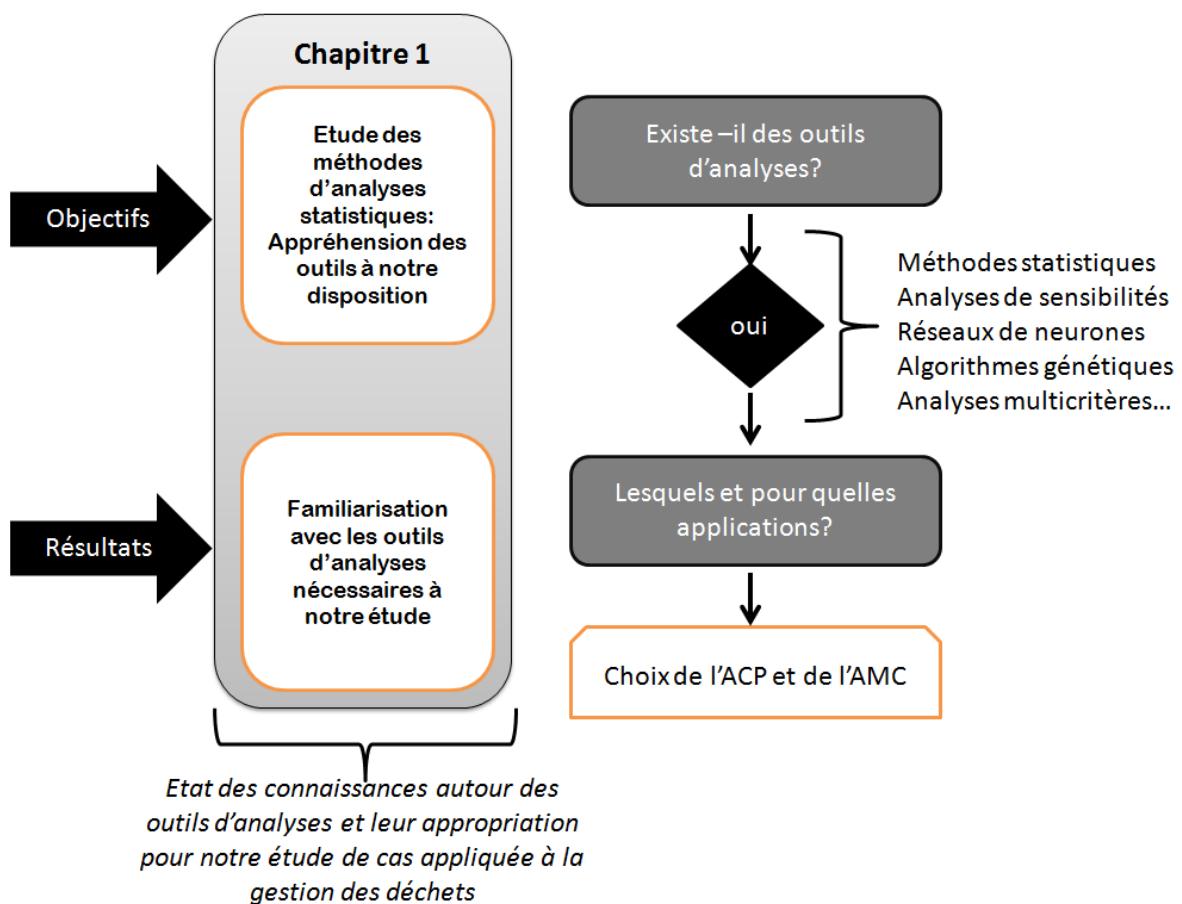 Chapitre 1
Objectifs
Etude des
méthodes
d'analyses
statistiques:
Appréhension des
outils à notre
disposition
Résultats
Familiarisation
avec les outils
d'analyses
nécessaires à
notre étude
Etat des connaissances autour des
outils d'analyses et leur appropriation
pour notre étude de cas appliquée à la
gestion des déchets
Existe –il des outils
d'analyses?
oui
Méthodes statistiques
Analyses de sensibilités
Réseaux de neurones
Algorithmes génétiques
Analyses multicritères…
Lesquels et pour quelles
applications?
Choix de l'ACP et de l'AMC